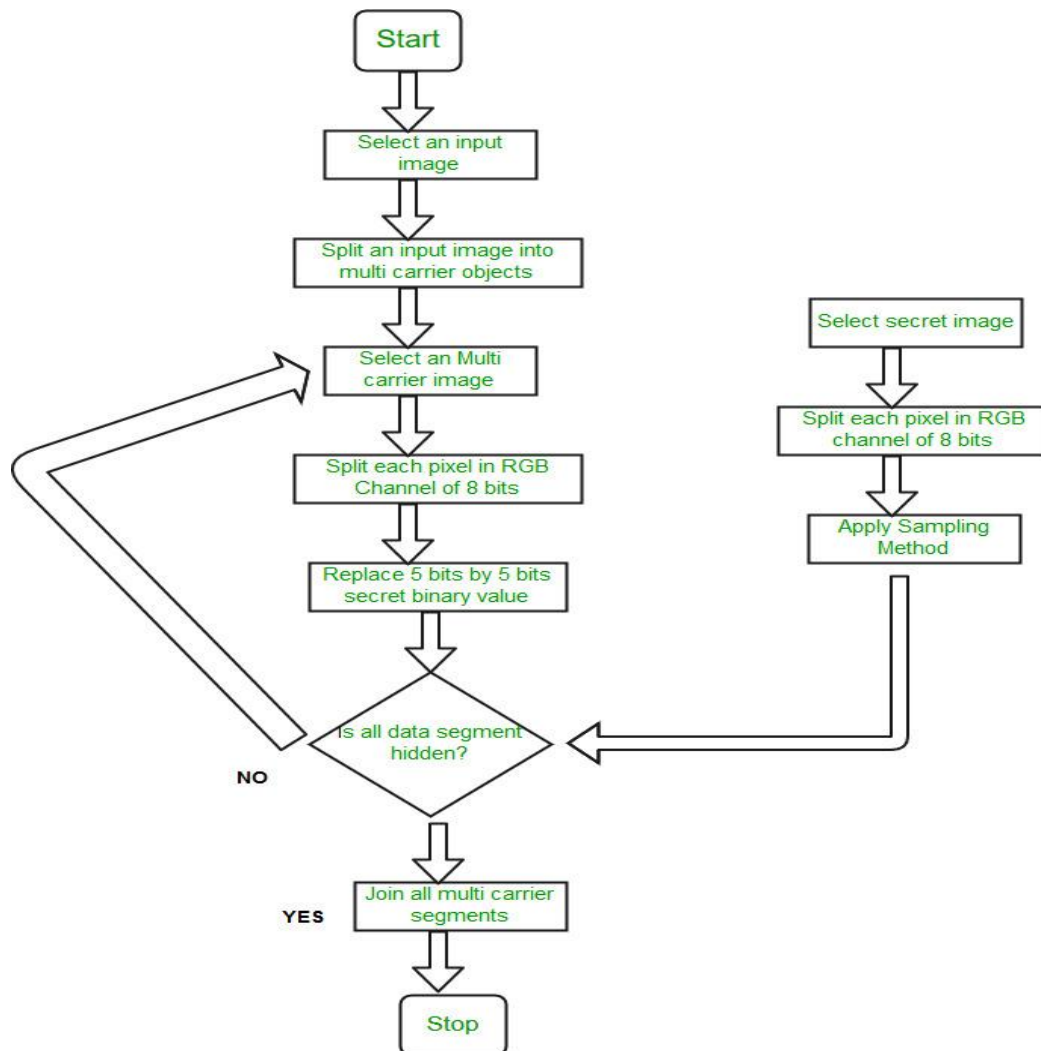 Start
Select an input
image
Split an input image into
multi carrier objects
Select an Multi
carrier image
Split each pixel in RGB
Channel of 8 bits
Replace 5 bits by 5 bits
secret binary value
Is all data segment
hidden?
NO
YES
Join all multi carrier
segments
Stop
Select secret image
Split each pixel in RGB
channel of 8 bits
Apply Sampling
Method